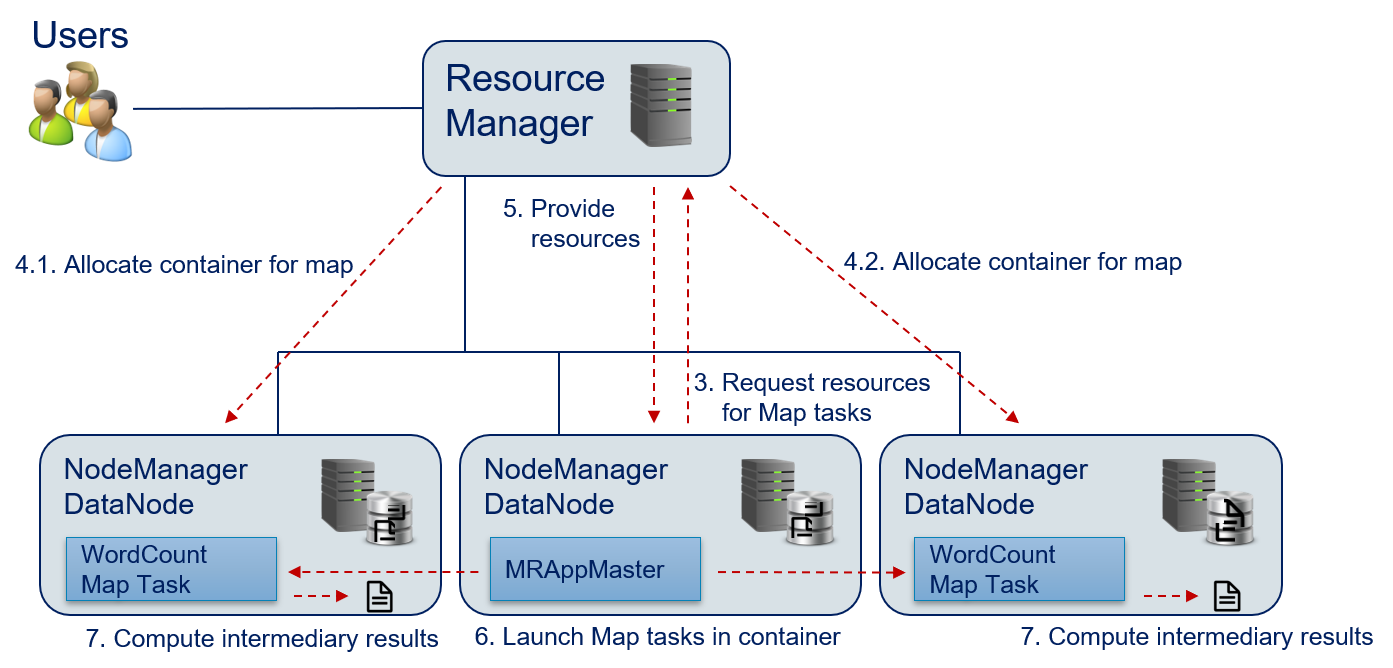 Users
Resource
Manager
5. Provide
resources
4.1. Allocate container for map
4.2. Allocate container for map
3. Request resources
for Map tasks
NodeManager
DataNode
WordCount
Map Task
NodeManager
DataNode
MRAppMaster
NodeManager
DataNode
WordCount
Map Task
7. Compute intermediary results
6. Launch Map tasks in container
7. Compute intermediary results